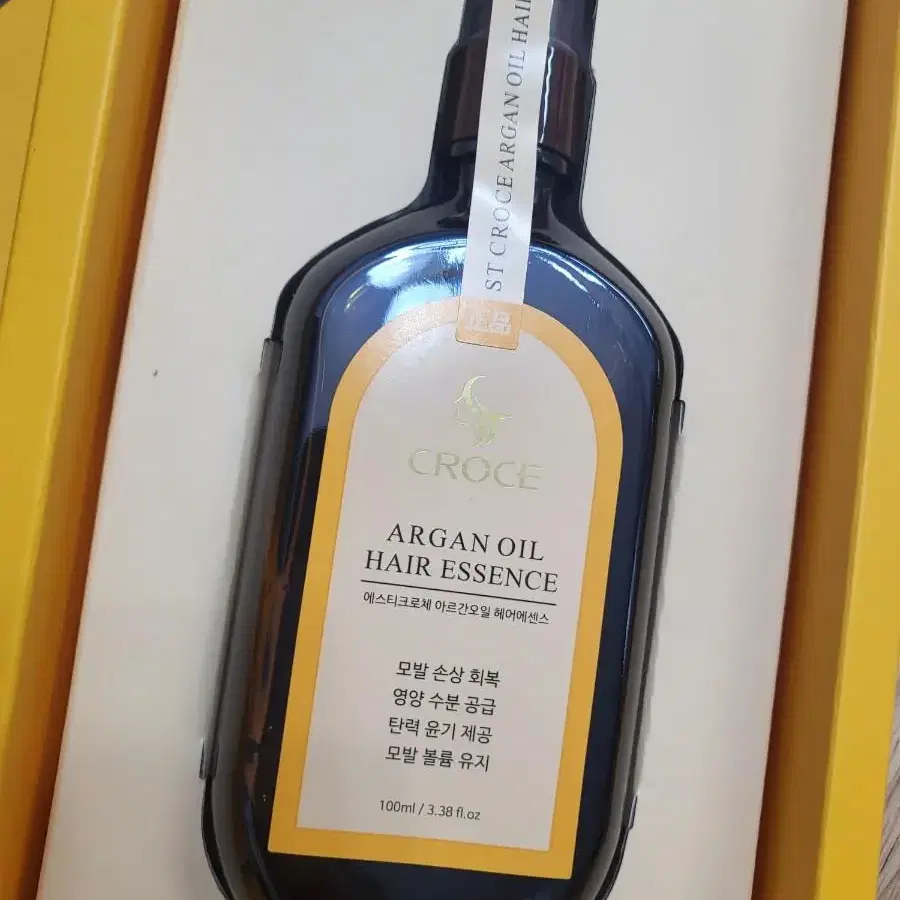 ST CROCE ARGAN OIL HAIR
正品
CROCE
ARGAN OIL
HAIR ESSENCE
에스티크로체 아르간오일 헤어에센스
모발 손상 회복
영양 수분 공급
탄력 윤기 제공
모발 볼륨 유지
100ml / 3.38 fl.oz